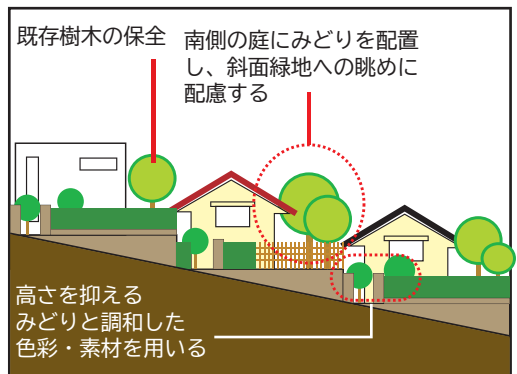 既存樹木の保全
南側の庭にみどりを配置
し、斜面緑地への眺めに
配慮する
高さを抑える
みどりと調和した
色彩・素材を用いる